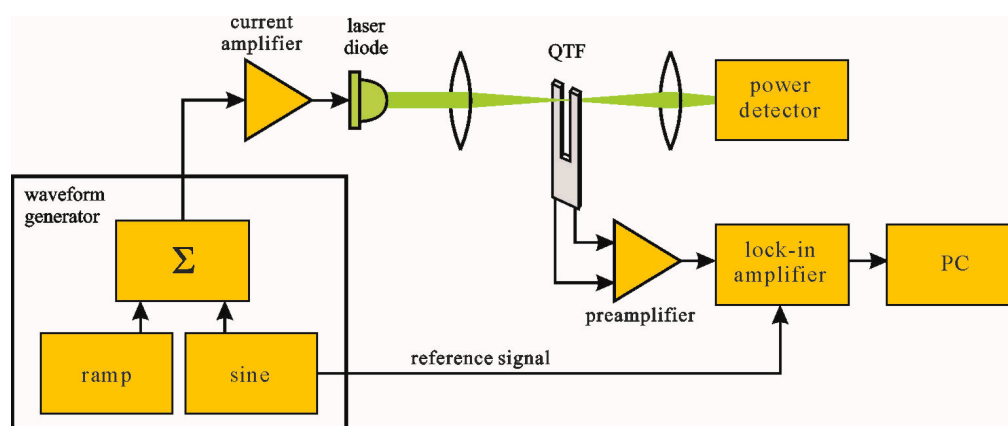 current
amplifier
laser
diode
QTF
power
detector
waveform
generator
Σ
lock-in
amplifier
PC
preamplifier
ramp
sine
reference signal